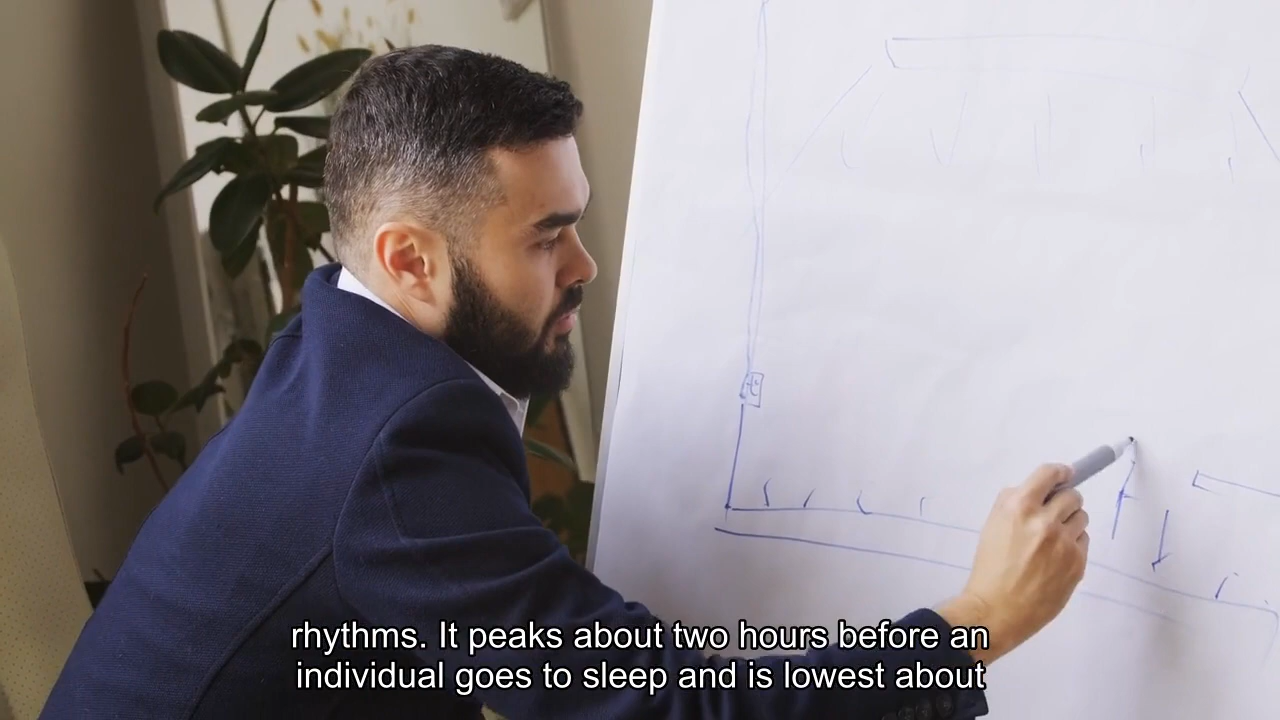 rhythms. It peaks about two hours before an
individual goes to sleep and is lowest about